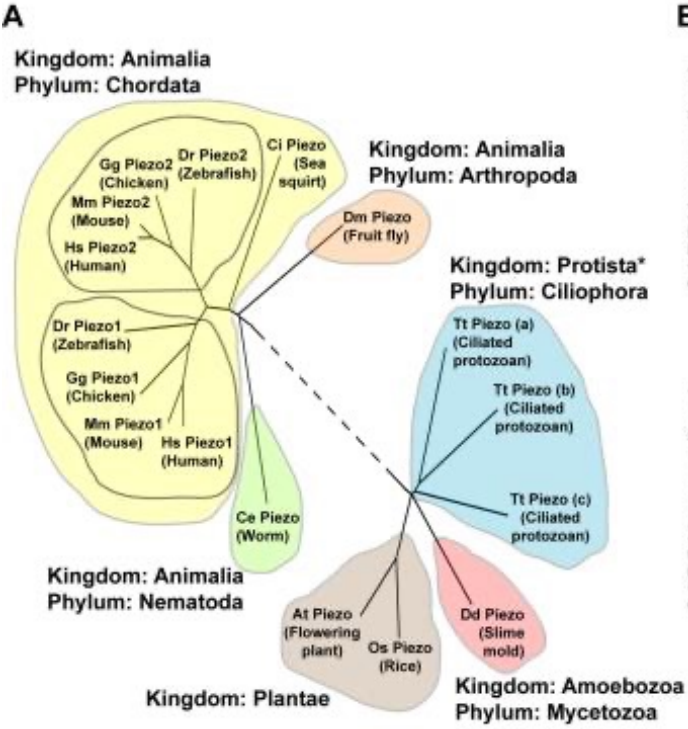 A
Kingdom: Animalia
Phylum: Chordata
Gg Piezo2
(Chicken)
Dr Piezo2
(Zebrafish)
Ci Piezo
(Sea
squirt)
Mm Piezo2
(Mouse)
Hs Piezo2
(Human)
Dr Piezo1
(Zebrafish)
Gg Piezo1
(Chicken)
Mm Piezo1
(Mouse)
Hs Piezo1
(Human)
Kingdom: Animalia
Phylum: Arthropoda
Dm Piezo
(Fruit fly)
Kingdom: Protista*
Phylum: Ciliophora
Tt Piezo (a)
(Ciliated
protozoan)
Tt Piezo (b)
(Ciliated
protozoan)
Tt Piezo (c)
(Ciliated
protozoan)
Ce Piezo
(Worm)
Kingdom: Animalia
Phylum: Nematoda
At Piezo
(Flowering
plant)
Os Piezo
(Rice)
Kingdom: Plantae
Dd Piezo
(Slime
mold)
Kingdom: Amoebozoa
Phylum: Mycetozoa